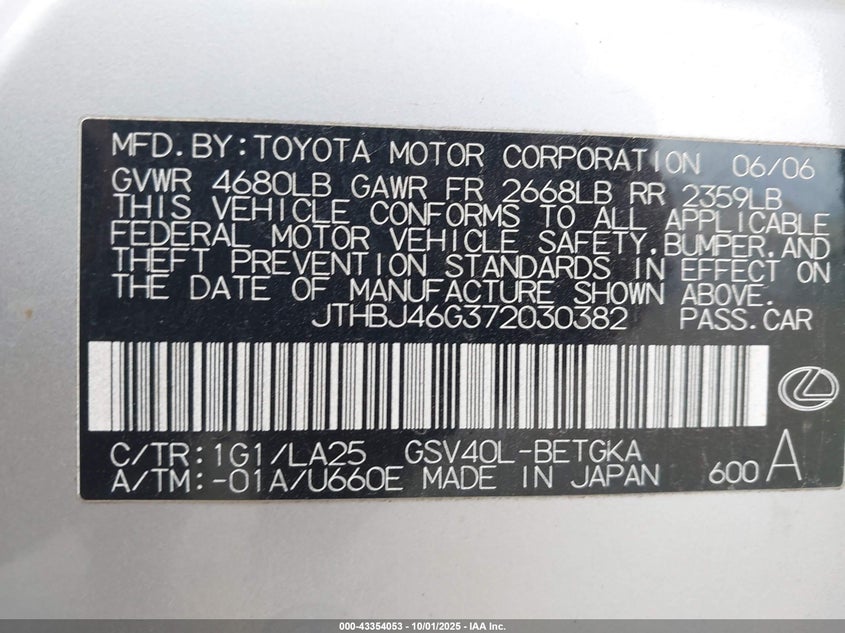 MFD.BY:TOYOTA MOTOR CORPORATION 06/06
GVWR 4680LB GAWR FR 2668LB RR 2359LB
THIS VEHICLE CONFORMS TO ALL APPLICABLE
FEDERAL MOTOR VEHICLE SAFETY,BUMPER,AND
THEFT PREVENTION STANDARDS IN EFFECT ON
THE DATE OF MANUFACTURE SHOWN ABOVE.
JTHBJ46G372030382 PASS.CAR
C/TR:1G1/LA25 GSV40L-BETGKA
A/TM:-01A/U660E MADE IN JAPAN 600 A
000-43354053 - 10/01/2025 - IAA Inc.